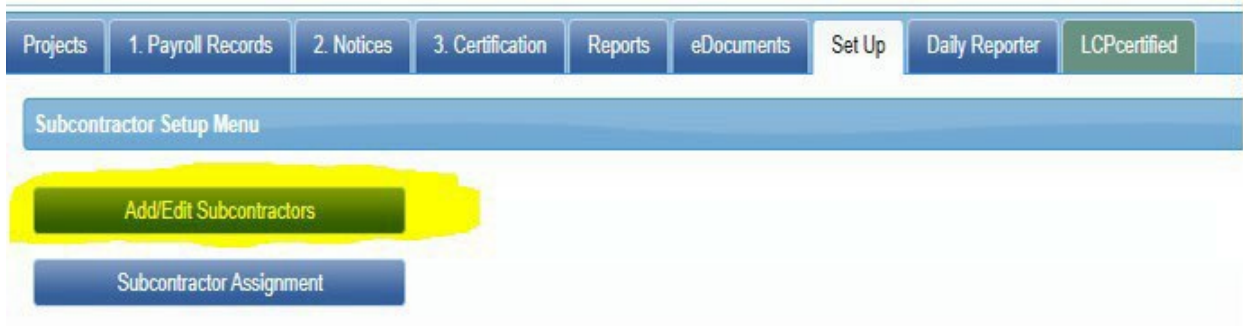 Projects 1. Payroll Records 2. Notices 3. Certification Reports eDocuments Set Up Daily Reporter LCPcertified
Subcontractor Setup Menu
Add/Edit Subcontractors
Subcontractor Assignment